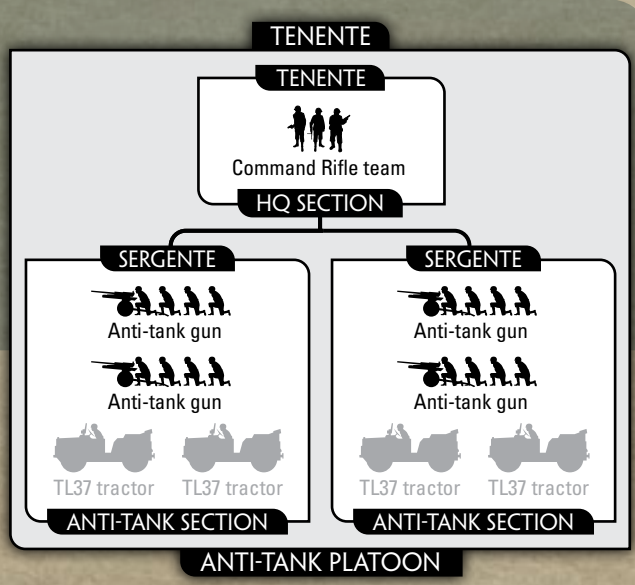 TENENTE
TENENTE
Command Rifle team
HQ SECTION
SERGENTE
Anti-tank gun
Anti-tank gun
TL37 tractor TL37 tractor
ANTI-TANK SECTION
SERGENTE
Anti-tank gun
Anti-tank gun
TL37 tractor TL37 tractor
ANTI-TANK SECTION
ANTI-TANK PLATOON